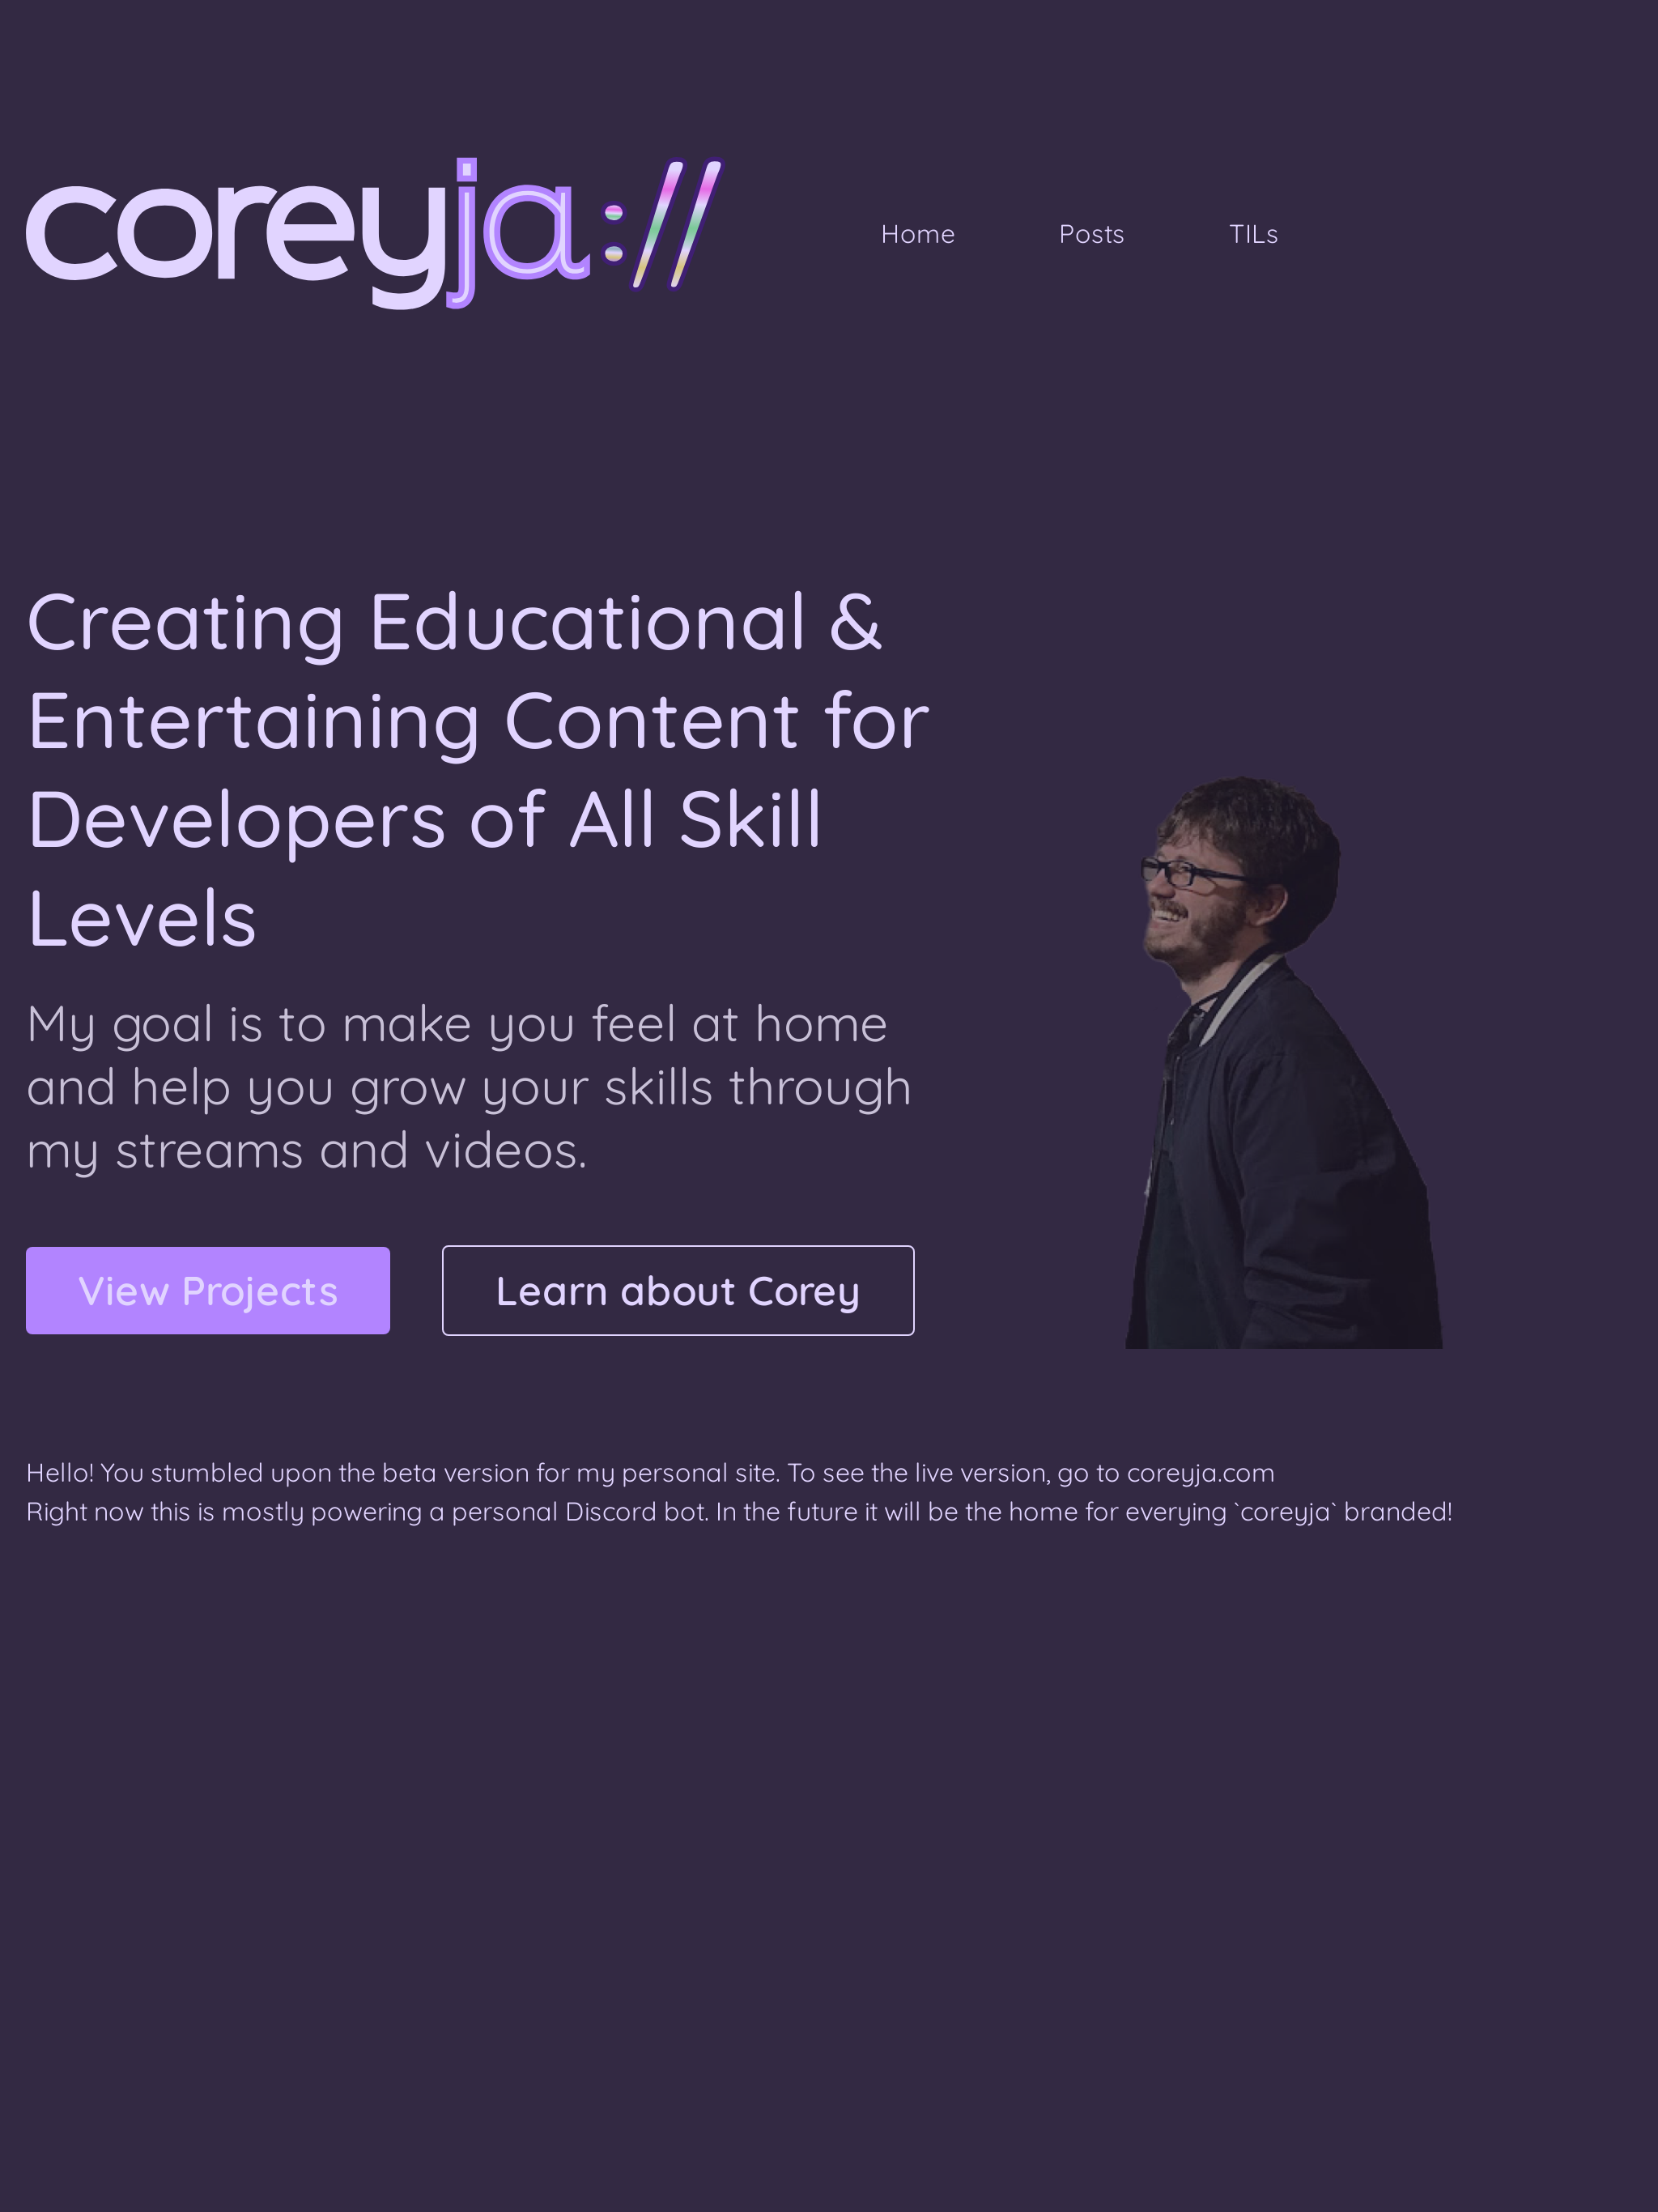 coreyja://
Home Posts TILs
Creating Educational &
Entertaining Content for
Developers of All Skill
Levels
My goal is to make you feel at home
and help you grow your skills through
my streams and videos.
View Projects Learn about Corey
Hello! You stumbled upon the beta version for my personal site. To see the live version, go to coreyja.com
Right now this is mostly powering a personal Discord bot. In the future it will be the home for everying `coreyja` branded!